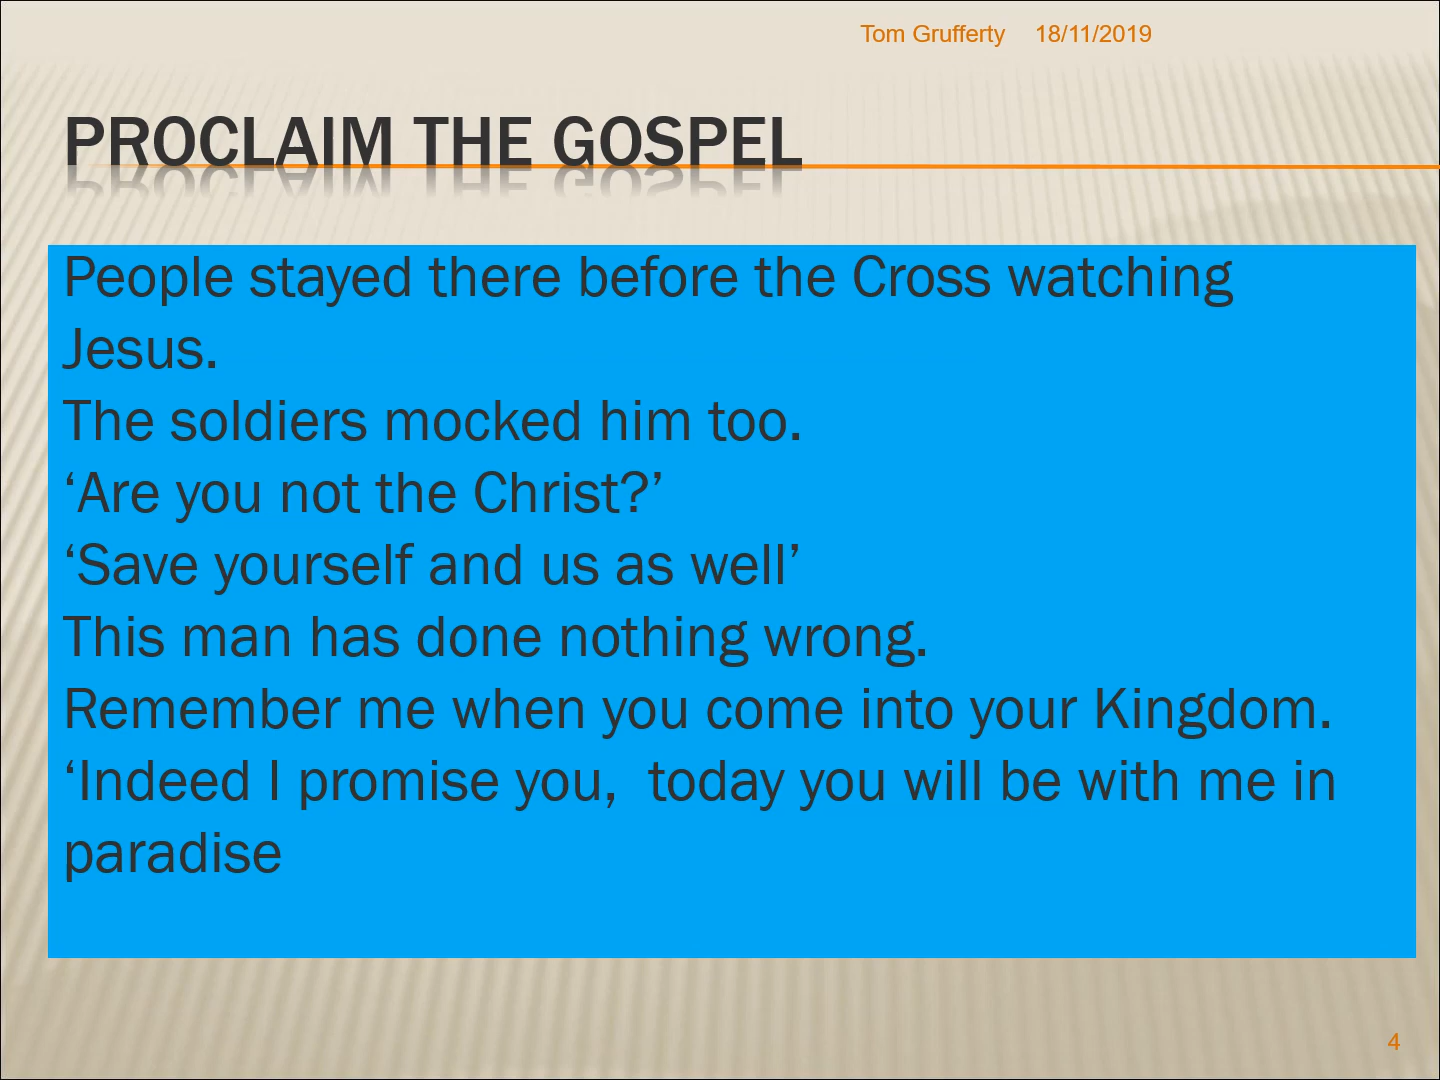 Tom Grufferty 18/11/2019
PROCLAIM THE GOSPEL
People stayed there before the Cross watching
Jesus.
The soldiers mocked him too.
‘Are you not the Christ?’
‘Save yourself and us as well’
This man has done nothing wrong.
Remember me when you come into your Kingdom.
‘Indeed I promise you,  today you will be with me in
paradise
4